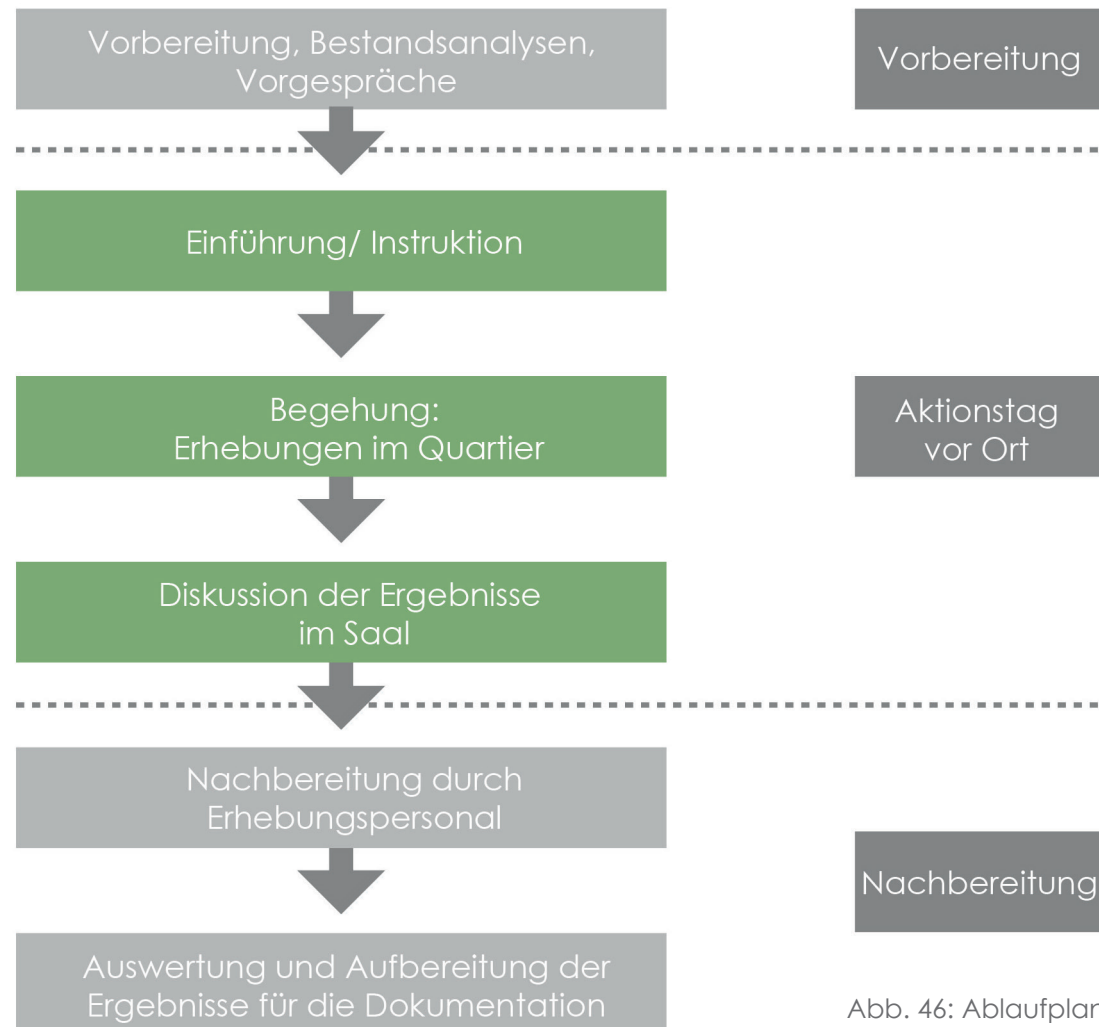 Vorbereitung, Bestandsanalysen,
Vorgespräche
Vorbereitung
Einführung/ Instruktion
Begehung:
Erhebungen im Quartier
Aktionstag
vor Ort
Diskussion der Ergebnisse
im Saal
Nachbereitung durch
Erhebungspersonal
Nachbereitung
Auswertung und Aufbereitung der
Ergebnisse für die Dokumentation
Abb. 46: Ablaufplan